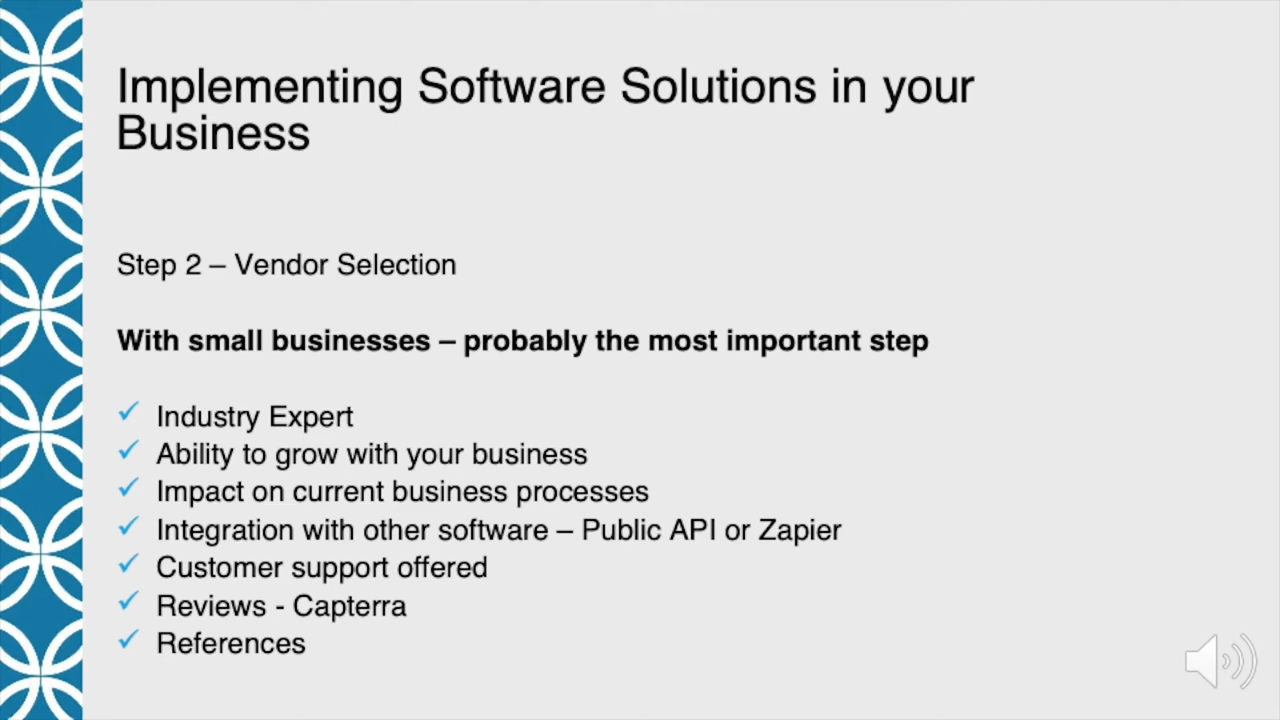 Implementing Software Solutions in your
Business
Step 2 – Vendor Selection
With small businesses – probably the most important step
✓ Industry Expert
✓ Ability to grow with your business
✓ Impact on current business processes
✓ Integration with other software – Public API or Zapier
✓ Customer support offered
✓ Reviews - Capterra
✓ References